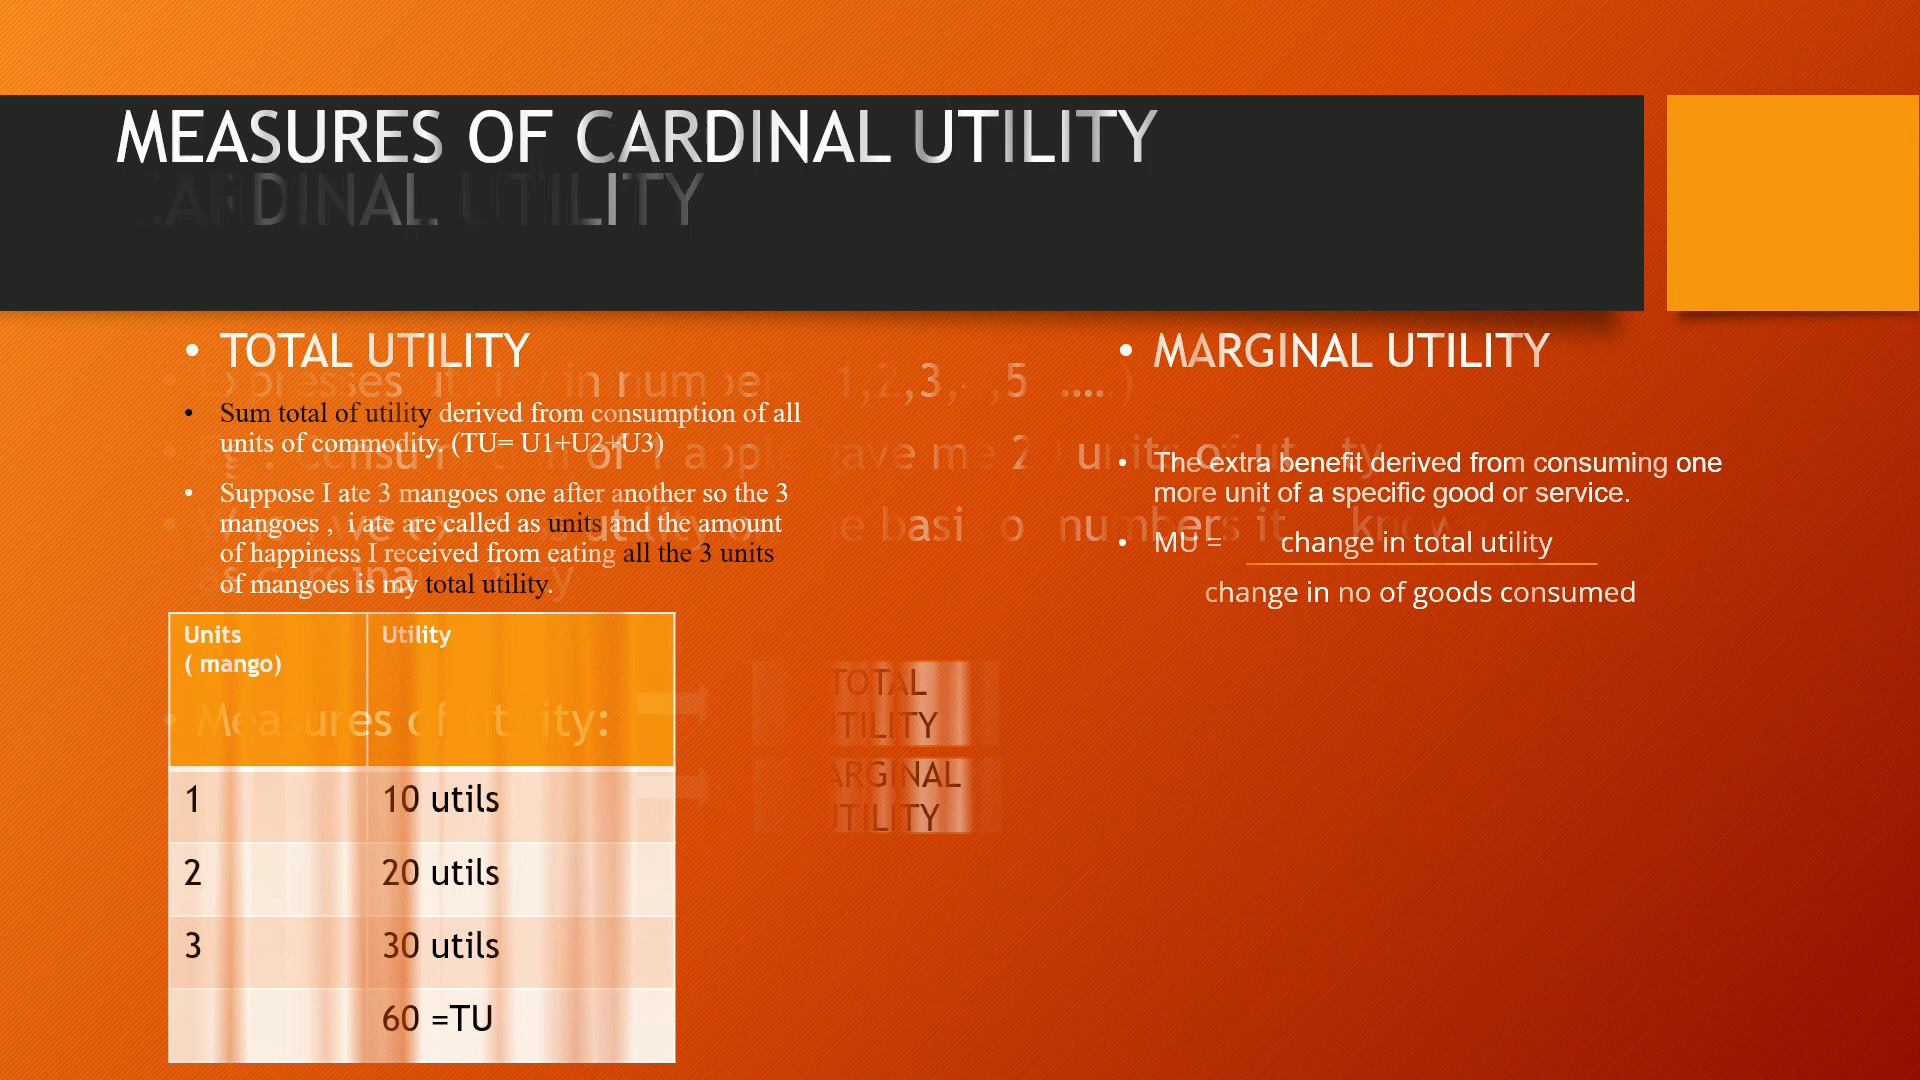 MEASURES OF CARDINAL UTILITY
CARDINAL UTILITY
• TOTAL UTILITY
• Sum total of utility derived from consumption of all
units of commodity. (TU= U1+U2+U3)
• Suppose I ate 3 mangoes one after another so the 3
mangoes , i ate are called as units and the amount
of happiness I received from eating all the 3 units
of mangoes is my total utility.
Units
( mango)
Utility
1
10 utils
2
20 utils
3
30 utils
60 =TU
• MARGINAL UTILITY
• The extra benefit derived from consuming one
more unit of a specific good or service.
• MU = change in total utility
change in no of goods consumed
• Expresses utility in numbers
• Measures of utility:
TOTAL
UTILITY
MARGINAL
UTILITY